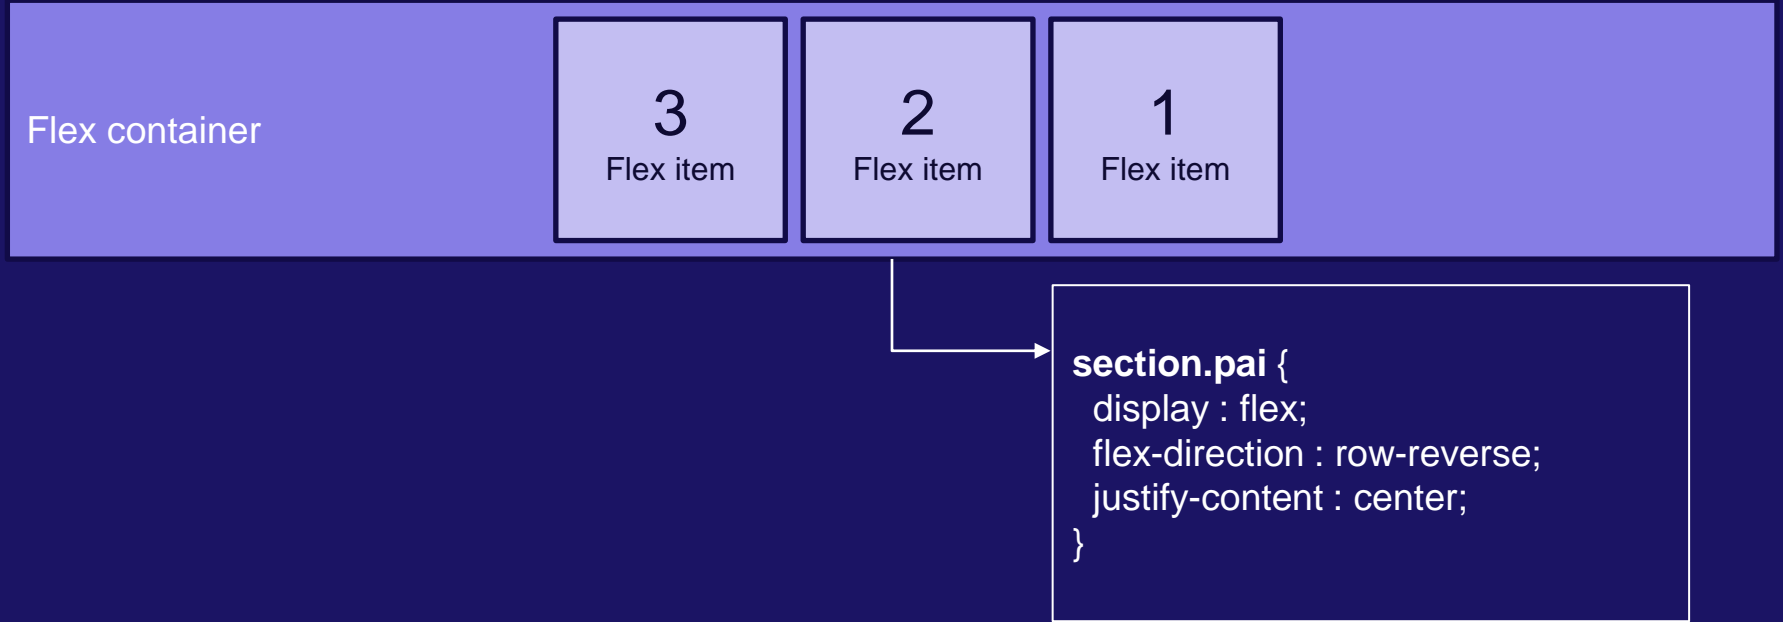 Flex container
3
Flex item
2
Flex item
1
Flex item
section.pai {
display : flex;
flex-direction : row-reverse;
justify-content : center;
}